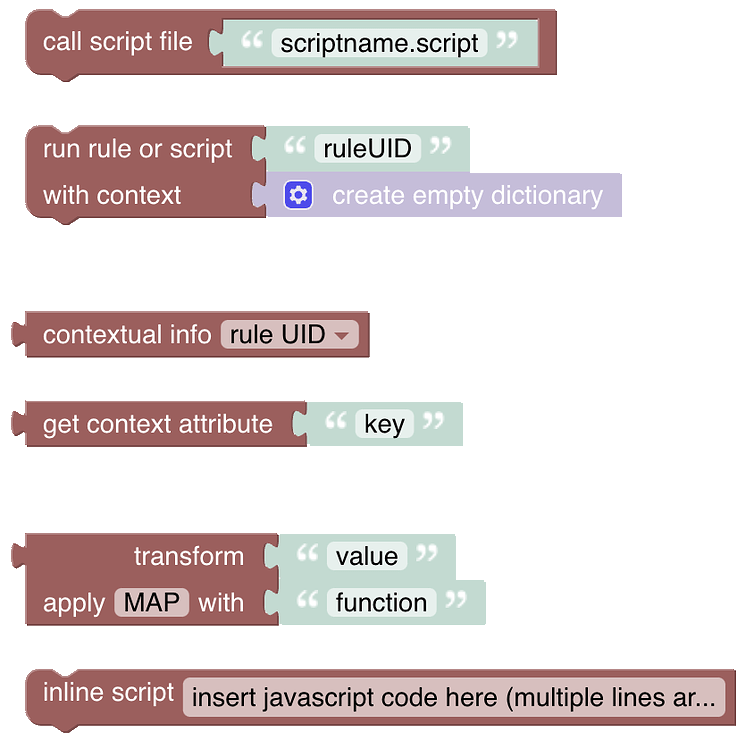 call script file “ scriptname.script ”
run rule or script “ ruleUID ”
with context create empty dictionary
contextual info rule UID
get context attribute “ key ”
transform “ value ”
apply MAP with “ function ”
inline script insert javascript code here (multiple lines ar...